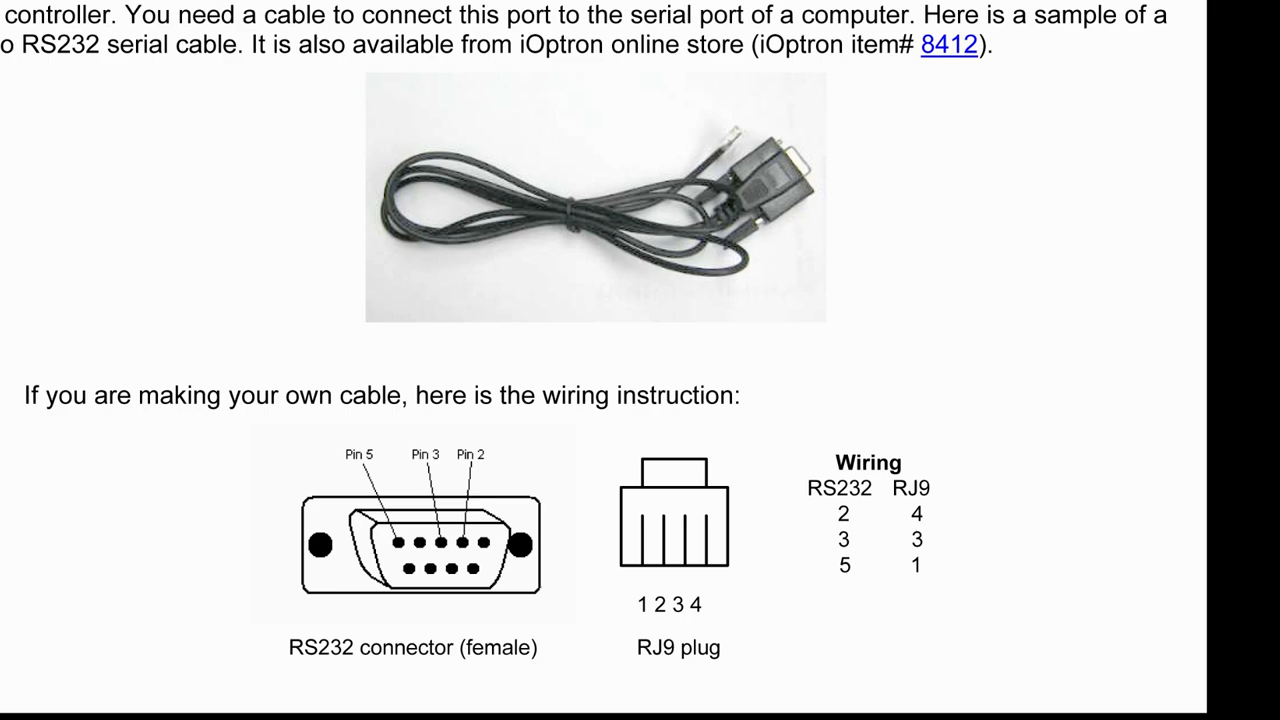 controller. You need a cable to connect this port to the serial port of a computer. Here is a sample of a
o RS232 serial cable. It is also available from iOptron online store (iOptron item# 8412).
If you are making your own cable, here is the wiring instruction:
Pin 5 Pin 3 Pin 2
Wiring
RS232 RJ9
2 4
3 3
5 1
1 2 3 4
RS232 connector (female) RJ9 plug